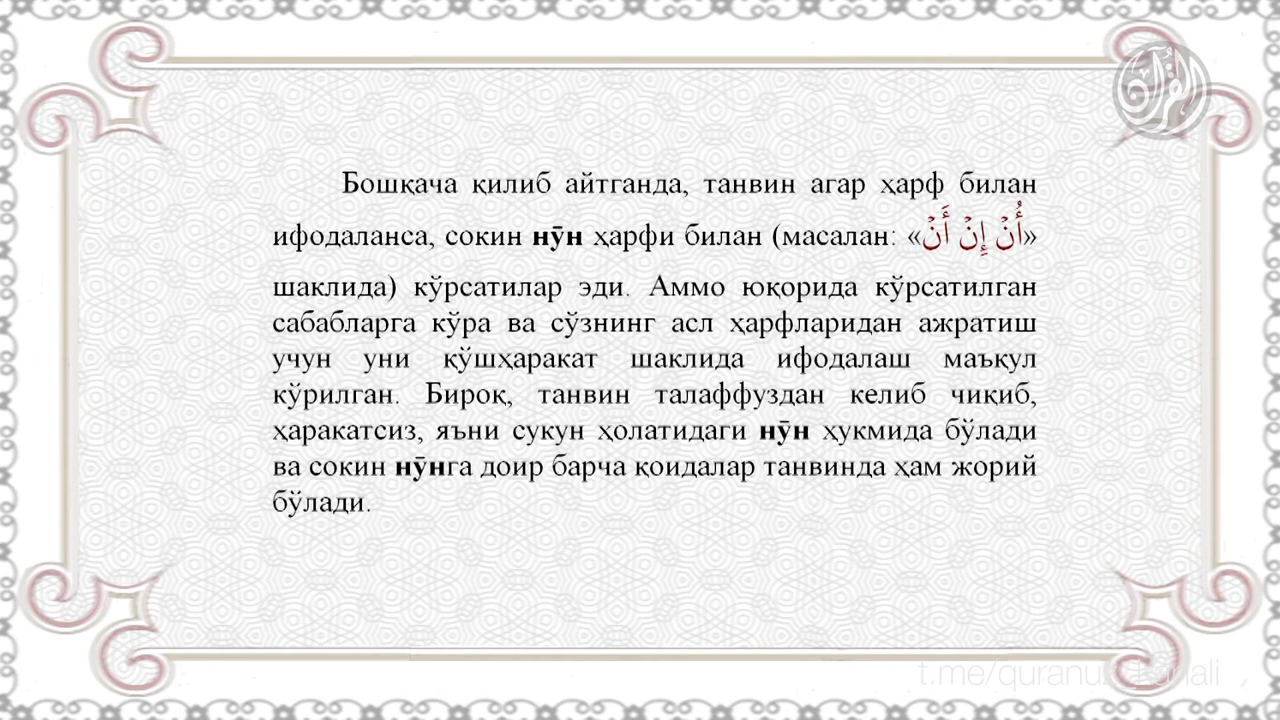 القرآن
Бошқача қилиб айтганда, танвин агар ҳарф билан
ифодаланса, сокин нӯн ҳарфи билан (масалан: «أُنۡ إِنۡ أَنۡ»
шаклида) кўрсатилар эди. Аммо юқорида кўрсатилган
сабабларга кўра ва сўзнинг асл ҳарфларидан ажратиш
учун уни қўшҳаракат шаклида ифодалаш маъқул
кўрилган. Бироқ, танвин талаффуздан келиб чиқиб,
ҳаракатсиз, яъни сукун ҳолатидаги нӯн ҳукмида бўлади
ва сокин нӯнга доир барча қоидалар танвинда ҳам жорий
бўлади.